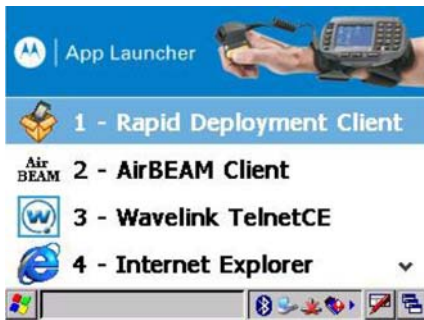 App Launcher
1 - Rapid Deployment Client
Air
BEAM 2 - AirBEAM Client
3 - Wavelink TelnetCE
4 - Internet Explorer